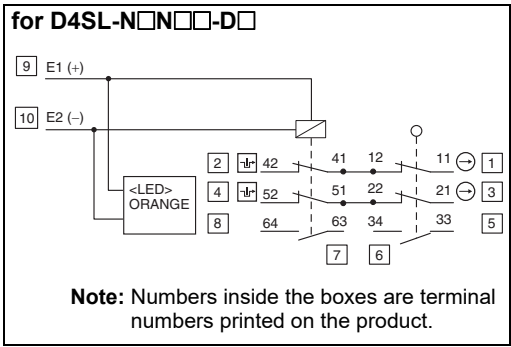 for D4SL-N□N□□-D□
9 E1 (+)
10 E2 (−)
2 42 41 12 11 1
4 52 51 22 21 3
<LED>
ORANGE
8 64 63 34 33 5
7 6
Note: Numbers inside the boxes are terminal
numbers printed on the product.